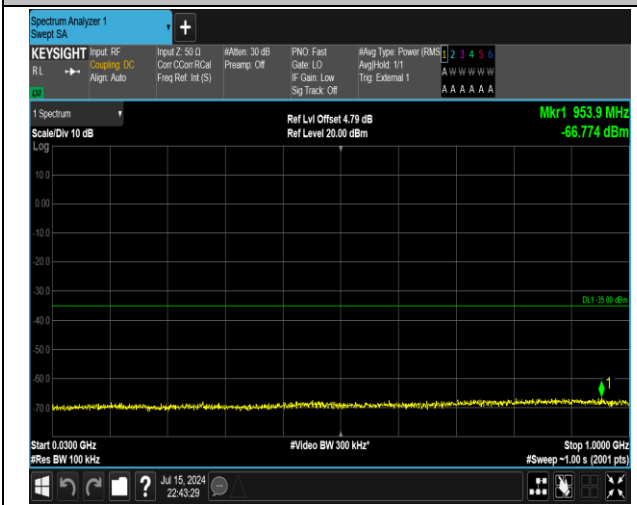 Spectrum Analyzer 1
Swept SA
+
KEYSIGHT Input: RF Input Z: 50 Ω #Atten: 30 dB PNO: Fast #Avg Type: Power (RMS 1 2 3 4 5 6
RL Coupling: DC Corr CCorr RCal Preamp: Off Gate: LO Avg|Hold: 1/1 A W W W W W
Align: Auto Freq Ref: Int (S) IF Gain: Low Trig: External 1
Sig Track: Off A A A A A A
1 Spectrum Ref Lvl Offset 4.79 dB Mkr1 953.9 MHz
Scale/Div 10 dB Ref Level 20.00 dBm -66.774 dBm
Log
10.0
0.00
-10.0
-20.0
-30.0
DL1 -35.00 dBm
-40.0
-50.0
-60.0
1
-70.0
Start 0.0300 GHz #Video BW 300 kHz* Stop 1.0000 GHz
#Res BW 100 kHz #Sweep ~1.00 s (2001 pts)
? Jul 15, 2024
22:43:29